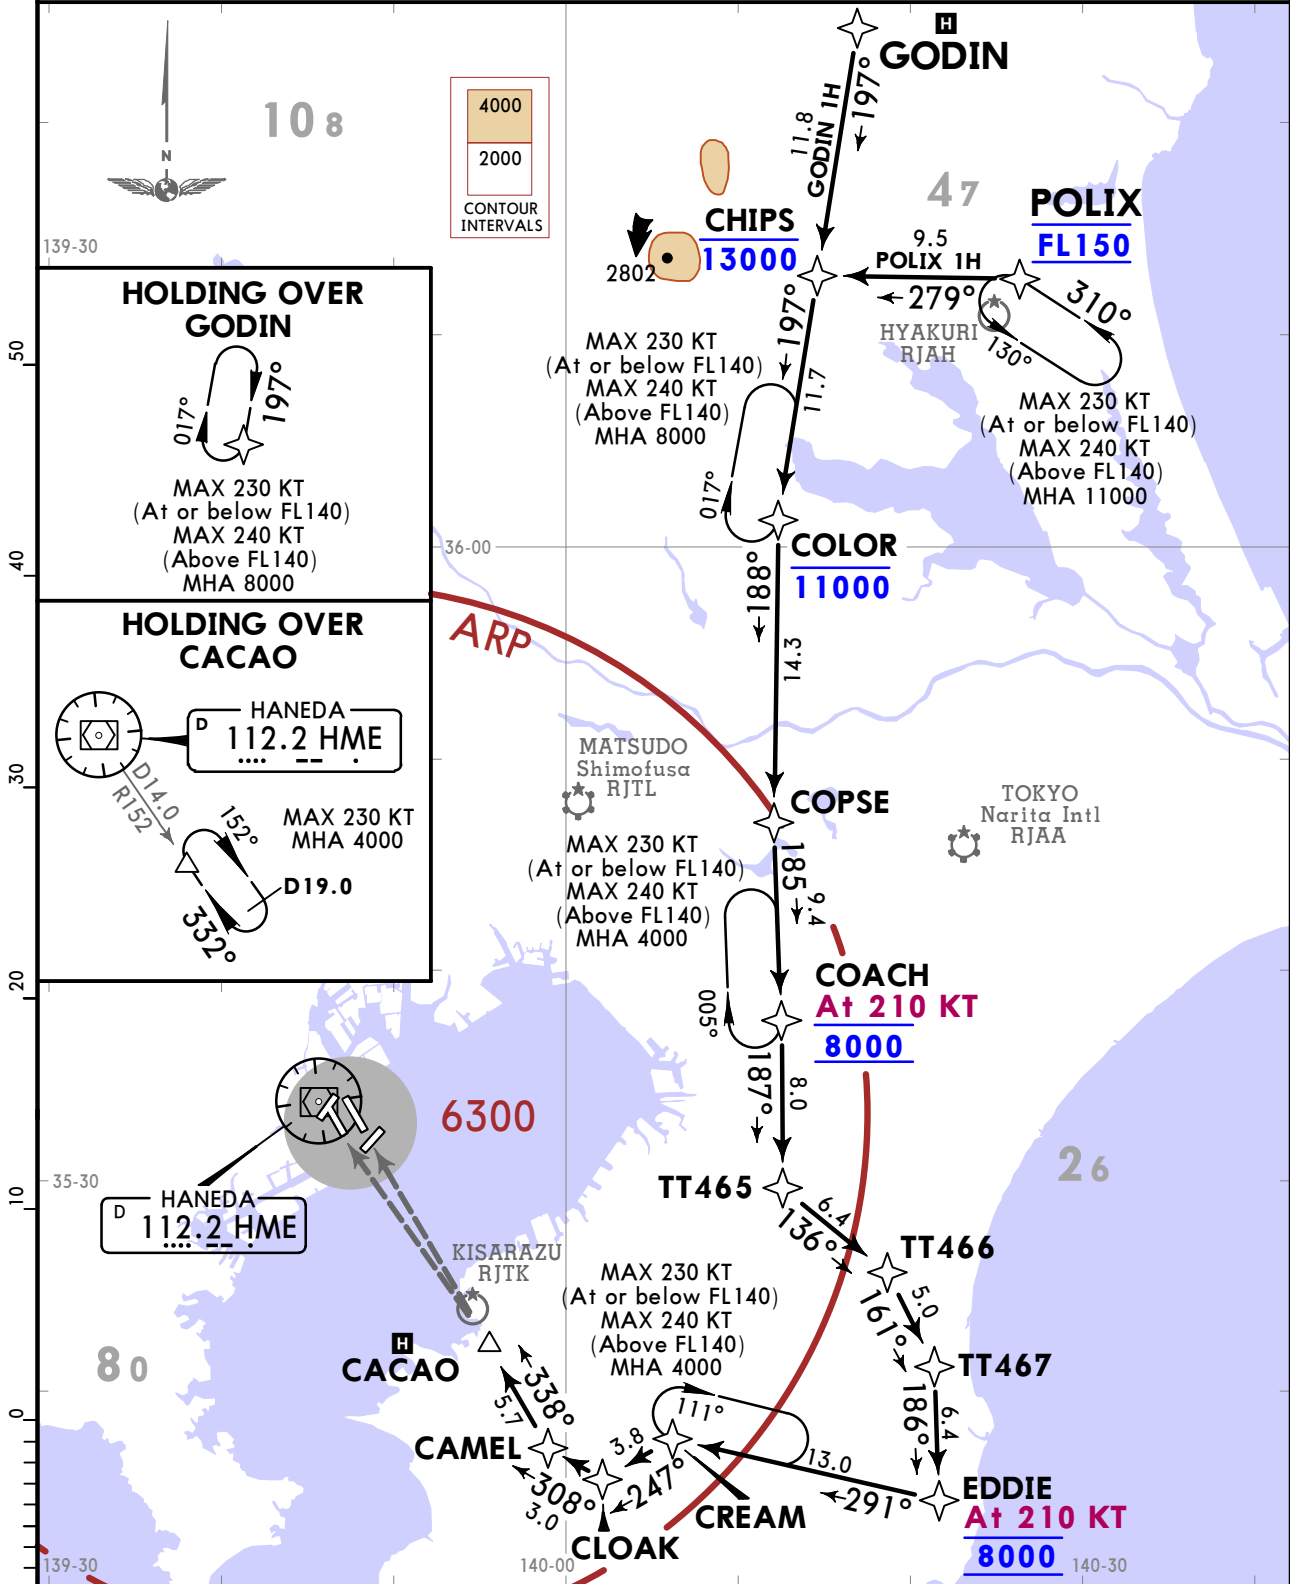 GODIN
H
197°
11.8
GODIN 1H
10 8
N
4000
2000
CONTOUR
INTERVALS
47
CHIPS
13000
2802
POLIX
FL150
9.5
POLIX 1H
279°
310°
130°
HYAKURI
RJAH
139-30
HOLDING OVER
GODIN
017°
197°
MAX 230 KT
(At or below FL140)
MAX 240 KT
(Above FL140)
MHA 8000
197°
11.7
MAX 230 KT
(At or below FL140)
MAX 240 KT
(Above FL140)
MHA 8000
017°
MAX 230 KT
(At or below FL140)
MAX 240 KT
(Above FL140)
MHA 11000
50
40
30
20
10
0
36-00
COLOR
11000
188°
14.3
ARP
HOLDING OVER
CACAO
HANEDA
D
112.2 HME
D14.0
R152
152°
MAX 230 KT
MHA 4000
D19.0
332°
MATSUDO
Shimofusa
RJTL
COPSE
TOKYO
Narita Intl
RJAA
185
9.4
MAX 230 KT
(At or below FL140)
MAX 240 KT
(Above FL140)
MHA 4000
005°
COACH
At 210 KT
8000
187°
8.0
6300
26
35-30
HANEDA
D
112.2 HME
TT465
6.4
136°
TT466
5.0
161°
TT467
186°
6.4
KISARAZU
RJTK
MAX 230 KT
(At or below FL140)
MAX 240 KT
(Above FL140)
MHA 4000
H
CACAO
80
338°
5.7
111°
CAMEL
3.8
13.0
308°
3.0
247°
291°
CREAM
CLOAK
EDDIE
At 210 KT
8000
139-30
140-00
140-30